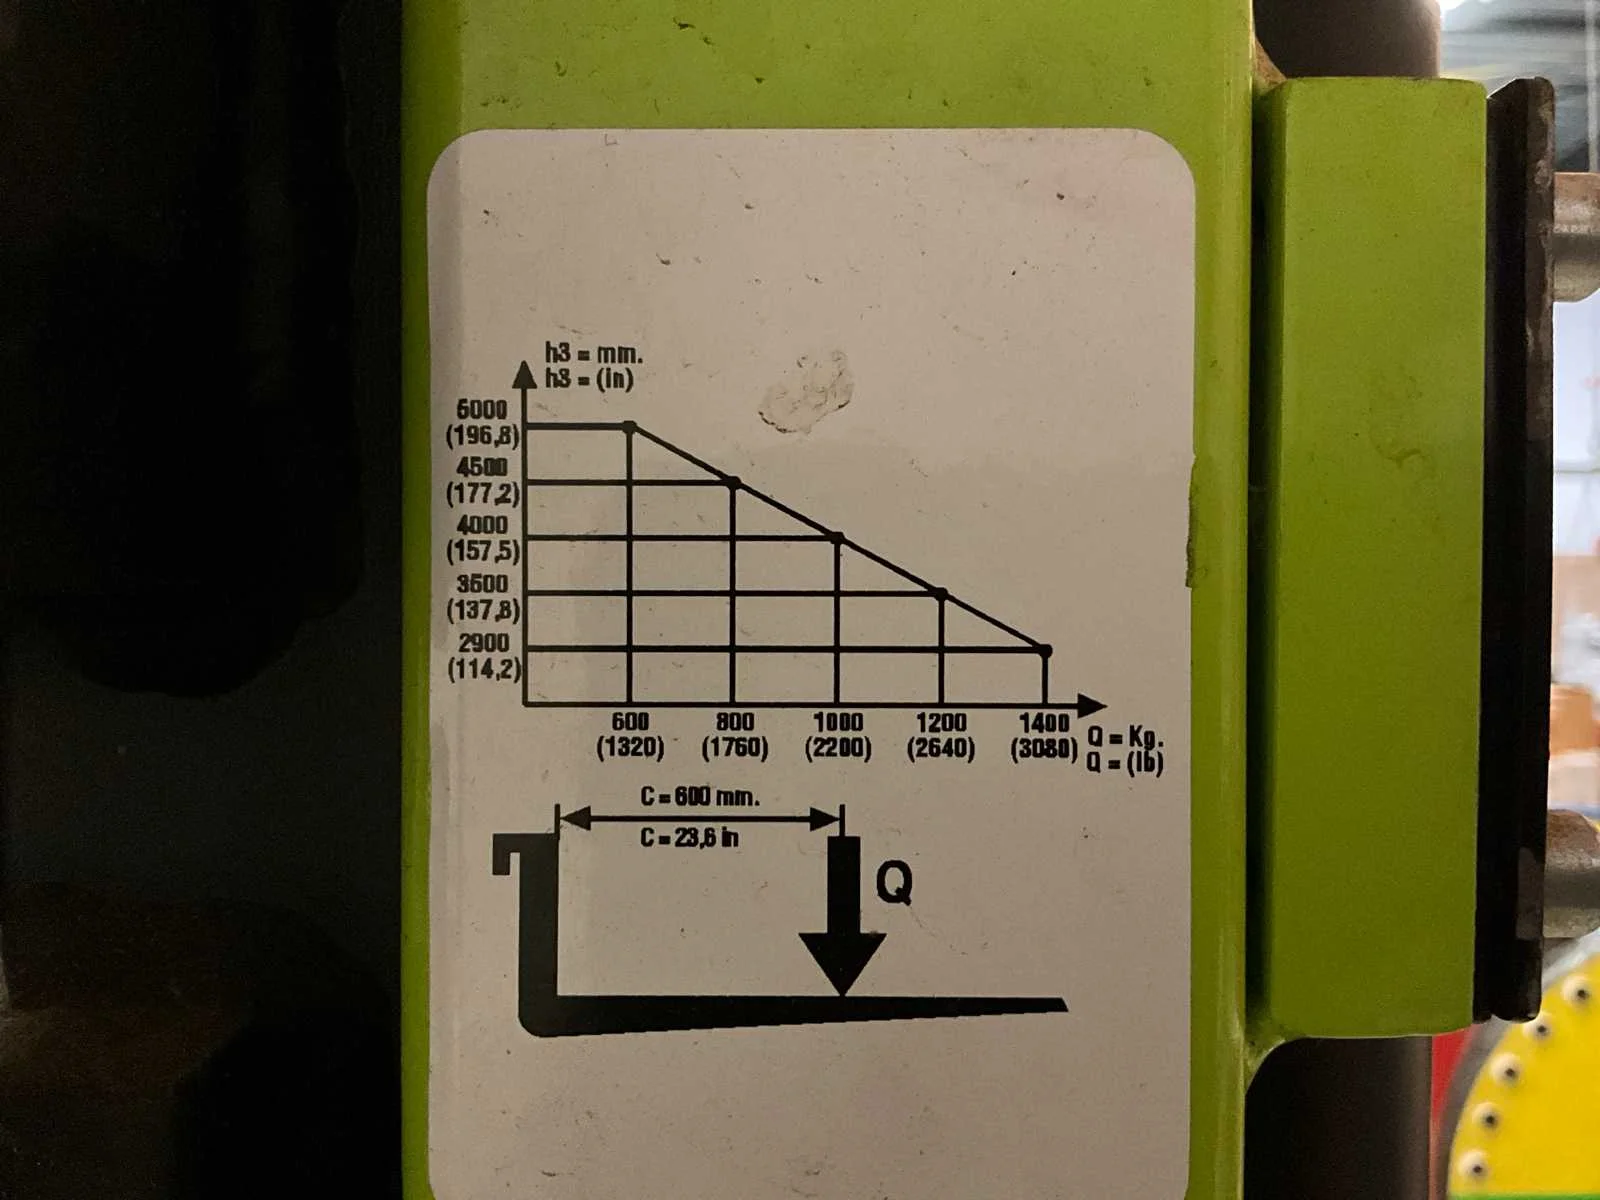 h3 = mm.
h3 = (in)
5000
(196,8)
4500
(177,2)
4000
(157,5)
3500
(137,8)
2900
(114,2)
600 800 1000 1200 1400 Q = Kg.
(1320) (1760) (2200) (2640) (3080) Q = (lb)
C = 600 mm.
C = 23,6 in
Q